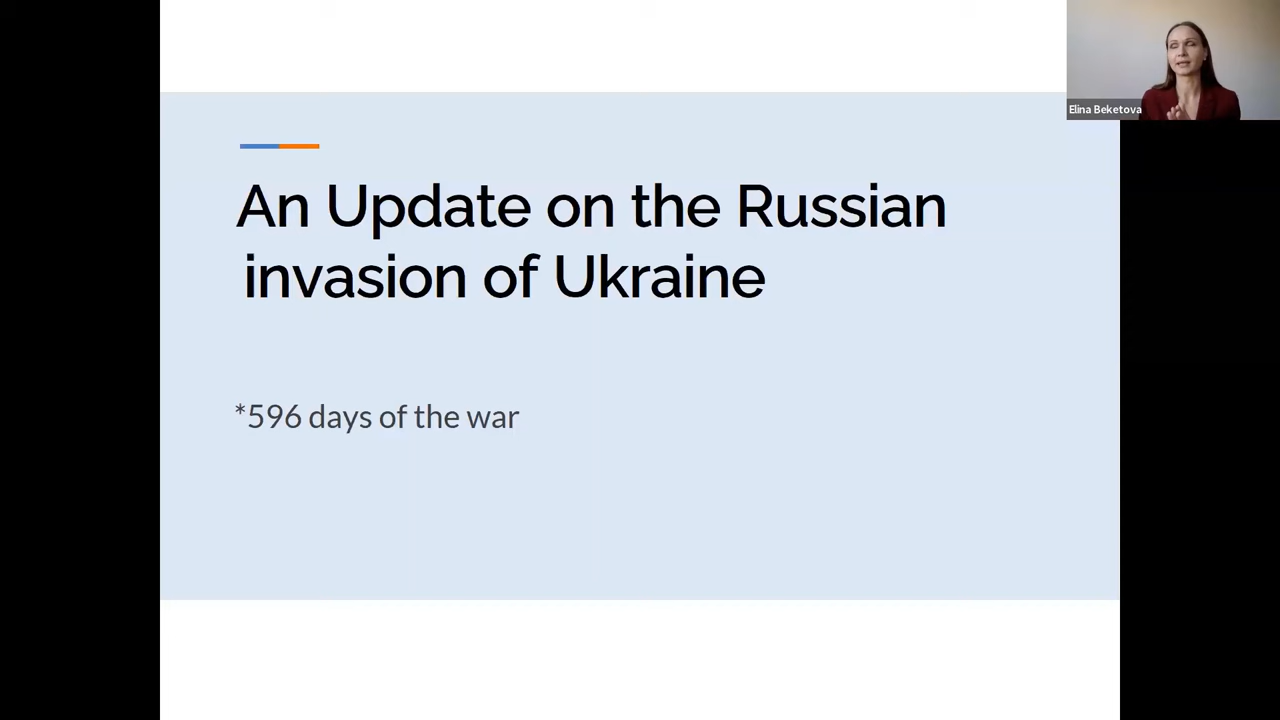 Elina Beketova
An Update on the Russian
invasion of Ukraine
*596 days of the war